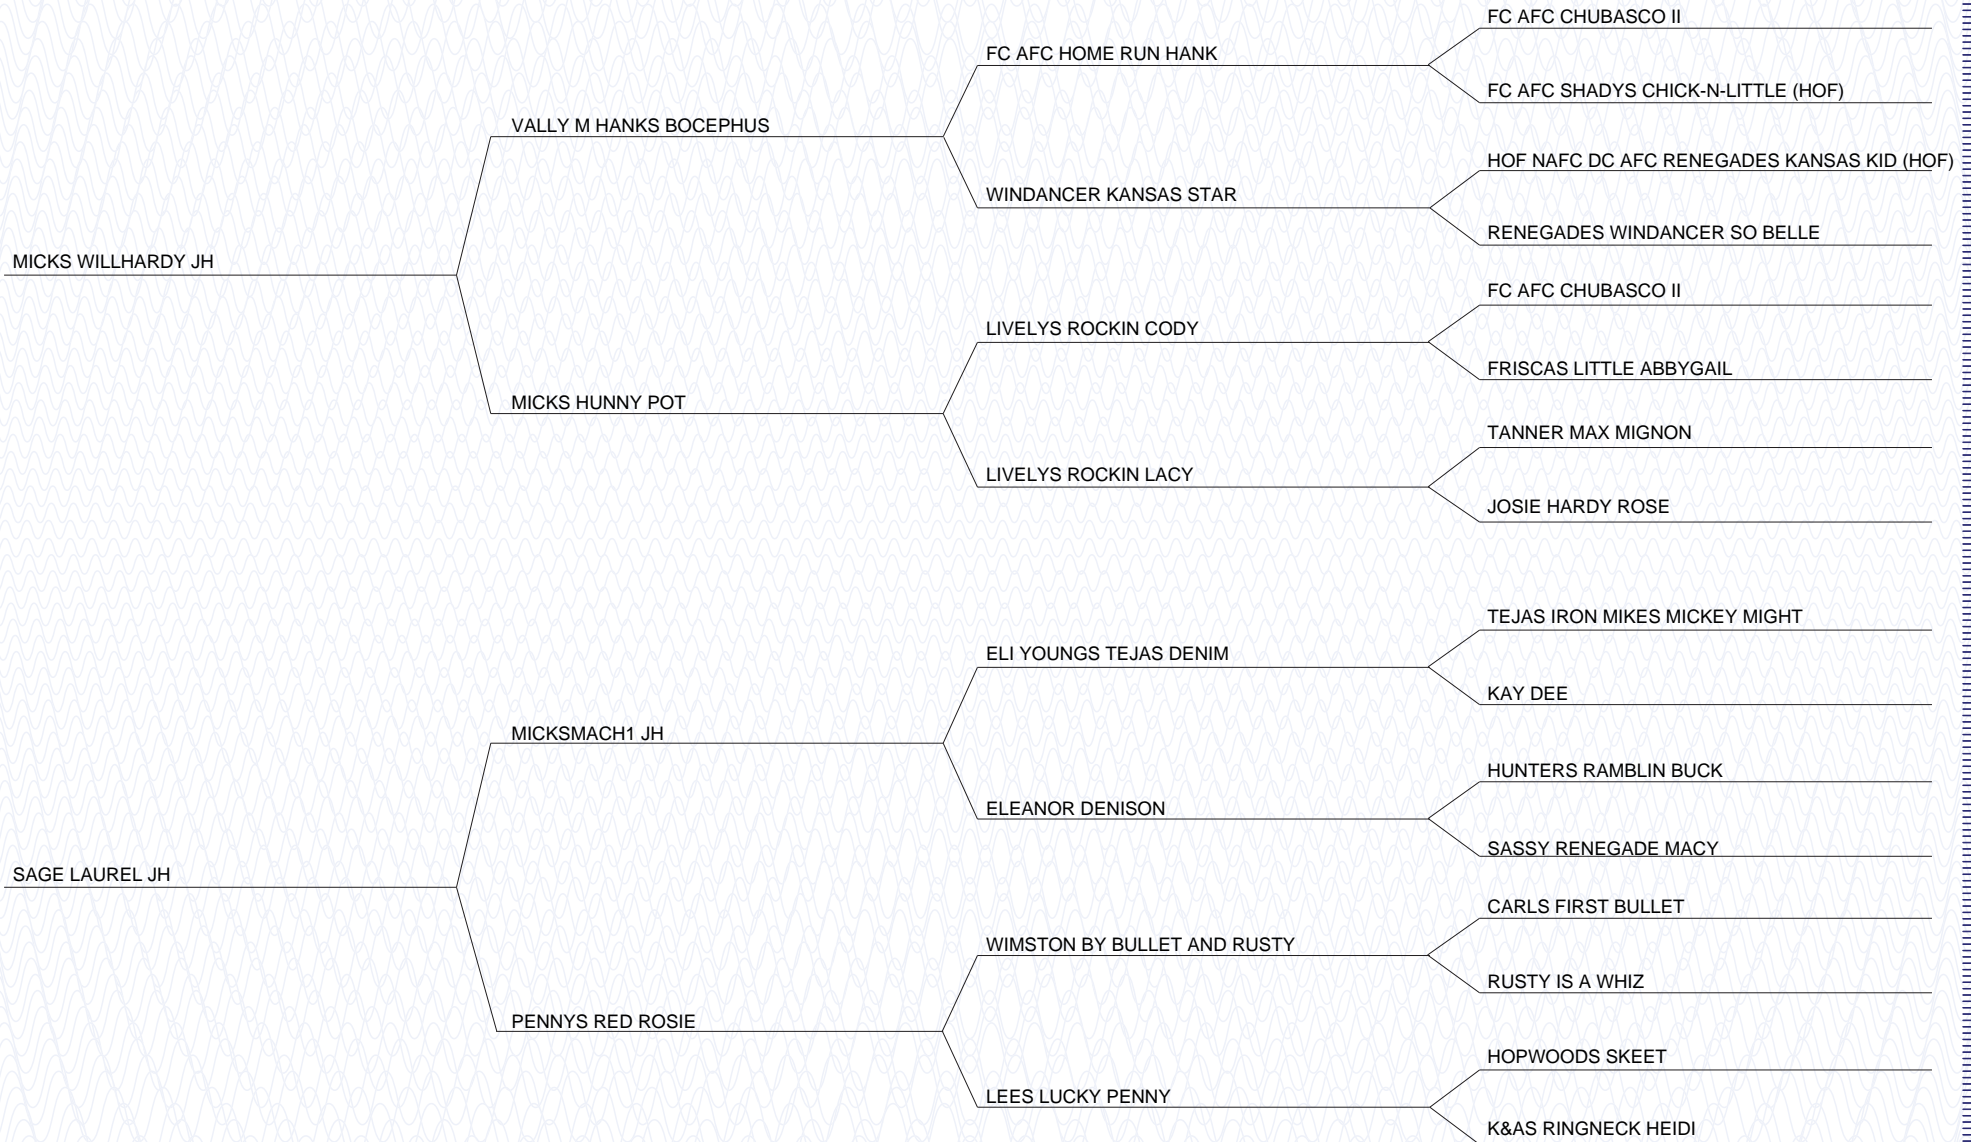 FC AFC CHUBASCO II
FC AFC HOME RUN HANK
FC AFC SHADYS CHICK-N-LITTLE (HOF)
VALLY M HANKS BOCEPHUS
HOF NAFC DC AFC RENEGADES KANSAS KID (HOF)
WINDANCER KANSAS STAR
RENEGADES WINDANCER SO BELLE
MICKS WILLHARDY JH
FC AFC CHUBASCO II
LIVELYS ROCKIN CODY
FRISCAS LITTLE ABBYGAIL
MICKS HUNNY POT
TANNER MAX MIGNON
LIVELYS ROCKIN LACY
JOSIE HARDY ROSE
TEJAS IRON MIKES MICKEY MIGHT
ELI YOUNGS TEJAS DENIM
KAY DEE
MICKSMACH1 JH
HUNTERS RAMBLIN BUCK
ELEANOR DENISON
SASSY RENEGADE MACY
SAGE LAUREL JH
CARLS FIRST BULLET
WIMSTON BY BULLET AND RUSTY
RUSTY IS A WHIZ
PENNYS RED ROSIE
HOPWOODS SKEET
LEES LUCKY PENNY
K&AS RINGNECK HEIDI